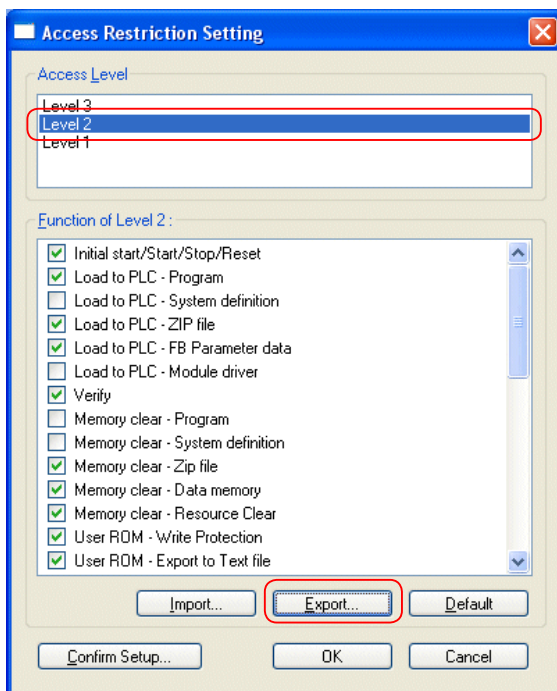 Access Restriction Setting
Access Level
Level 3
Level 2
Level 1
Function of Level 2 :
Initial start/Start/Stop/Reset
Load to PLC - Program
Load to PLC - System definition
Load to PLC - ZIP file
Load to PLC - FB Parameter data
Load to PLC - Module driver
Verify
Memory clear - Program
Memory clear - System definition
Memory clear - Zip file
Memory clear - Data memory
Memory clear - Resource Clear
User ROM - Write Protection
User ROM - Export to Text file
Import... Export... Default
Confirm Setup... OK Cancel